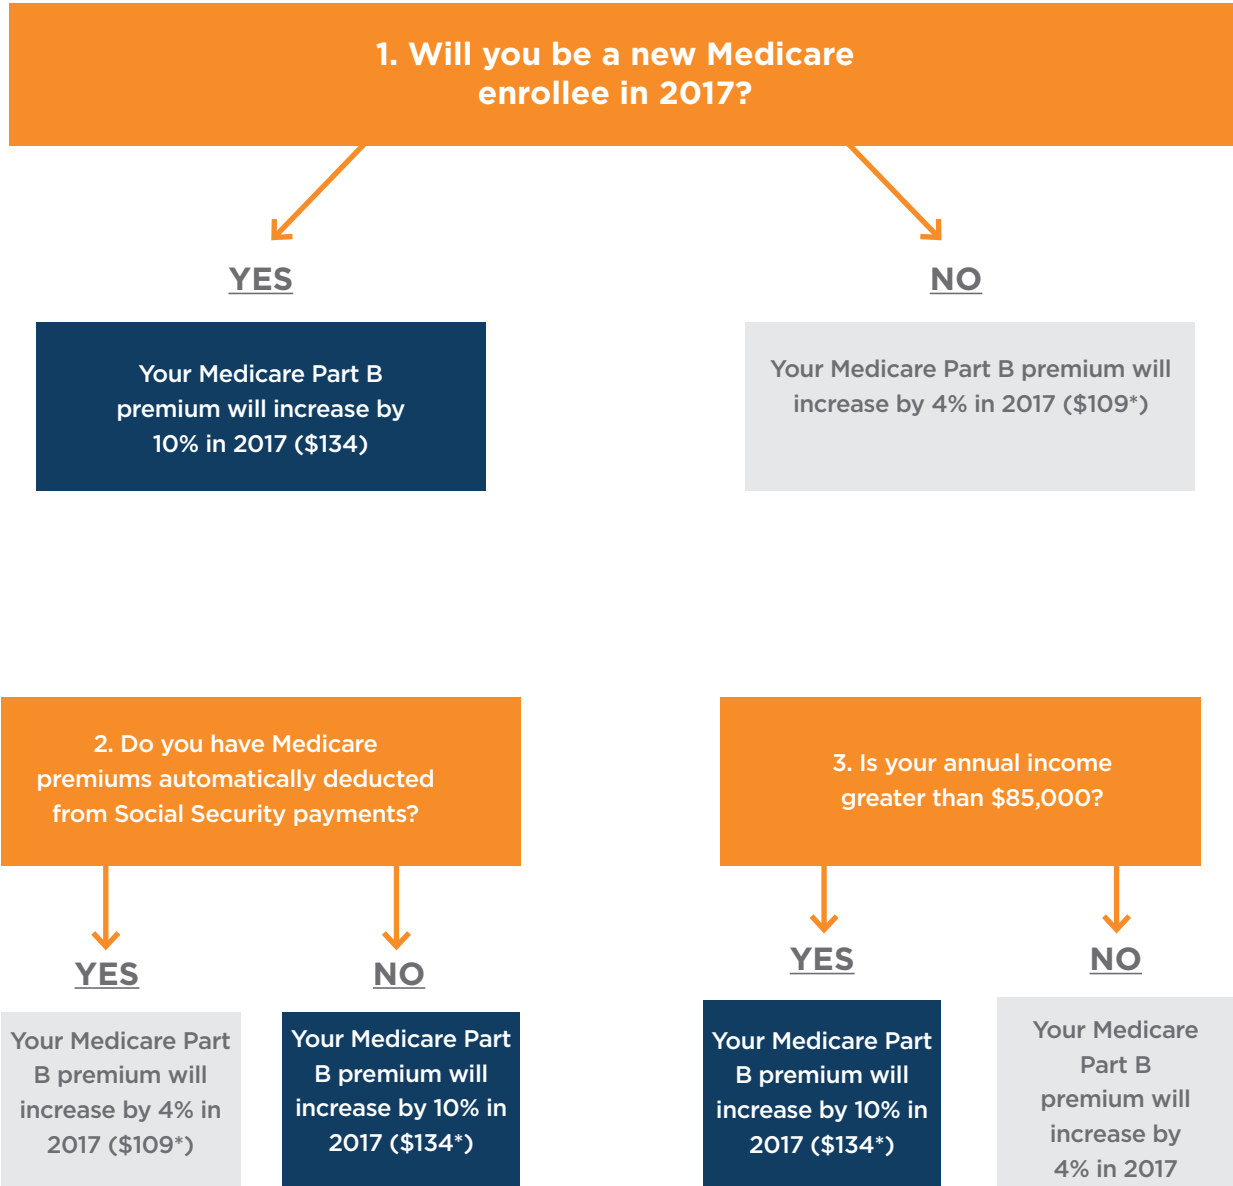 1. Will you be a new Medicare
enrollee in 2017?
YES
NO
Your Medicare Part B
premium will increase by
10% in 2017 ($134)
Your Medicare Part B premium will
increase by 4% in 2017 ($109*)
2. Do you have Medicare
premiums automatically deducted
from Social Security payments?
3. Is your annual income
greater than $85,000?
YES
NO
YES
NO
Your Medicare Part
B premium will
increase by 4% in
2017 ($109*)
Your Medicare Part
B premium will
increase by 10% in
2017 ($134*)
Your Medicare Part
B premium will
increase by 10% in
2017 ($134*)
Your Medicare
Part B
premium will
increase by
4% in 2017